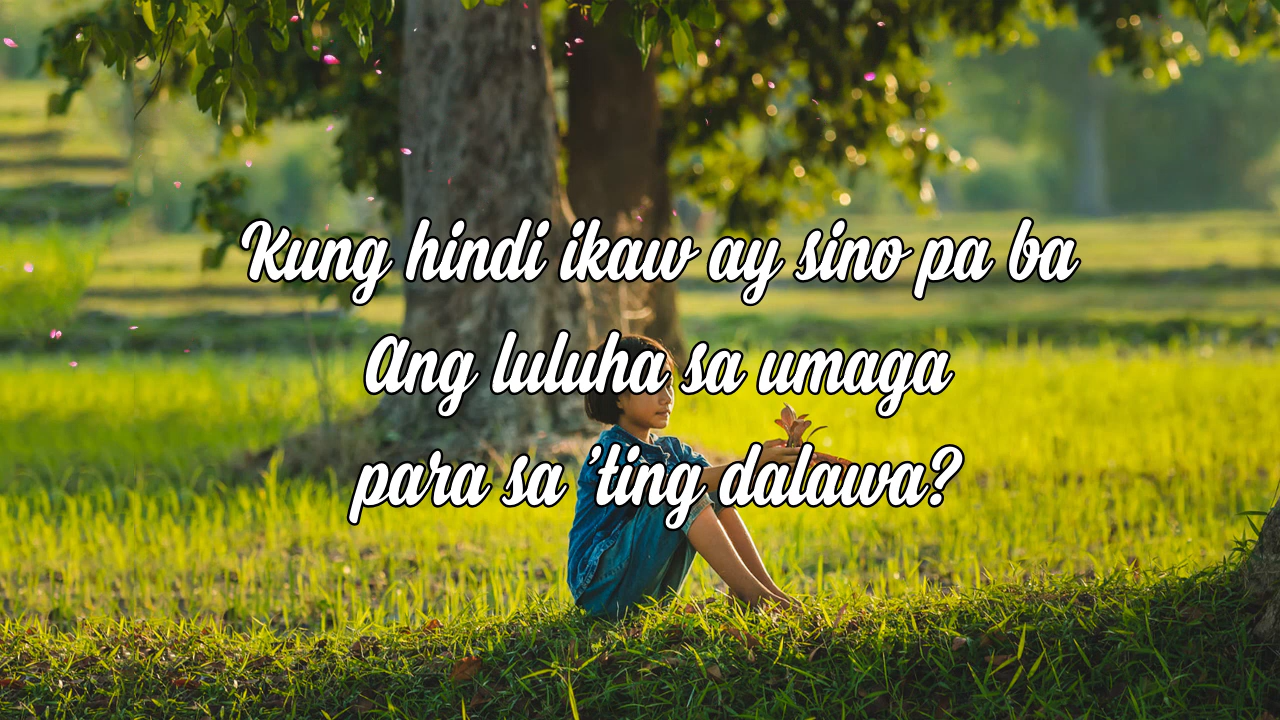 Kung hindi ikaw ay sino pa ba
Ang luluha sa umaga
para sa 'ting dalawa?